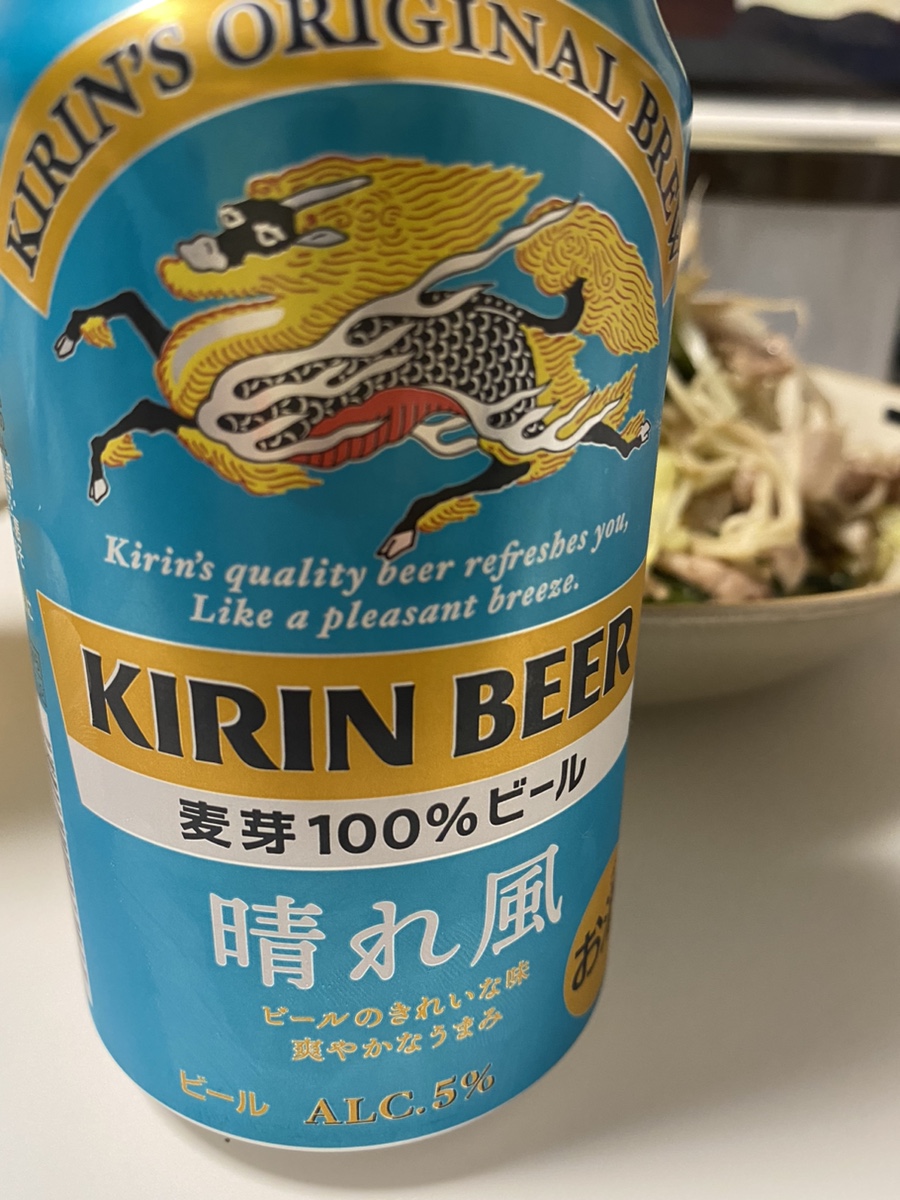 KIRIN'S ORIGINAL BREW
Kirin's quality beer refreshes you,
Like a pleasant breeze.
KIRIN BEER
麦芽100%ビール
晴れ風
ビールのきれいな味
爽やかなうまみ
ビール ALC.5%